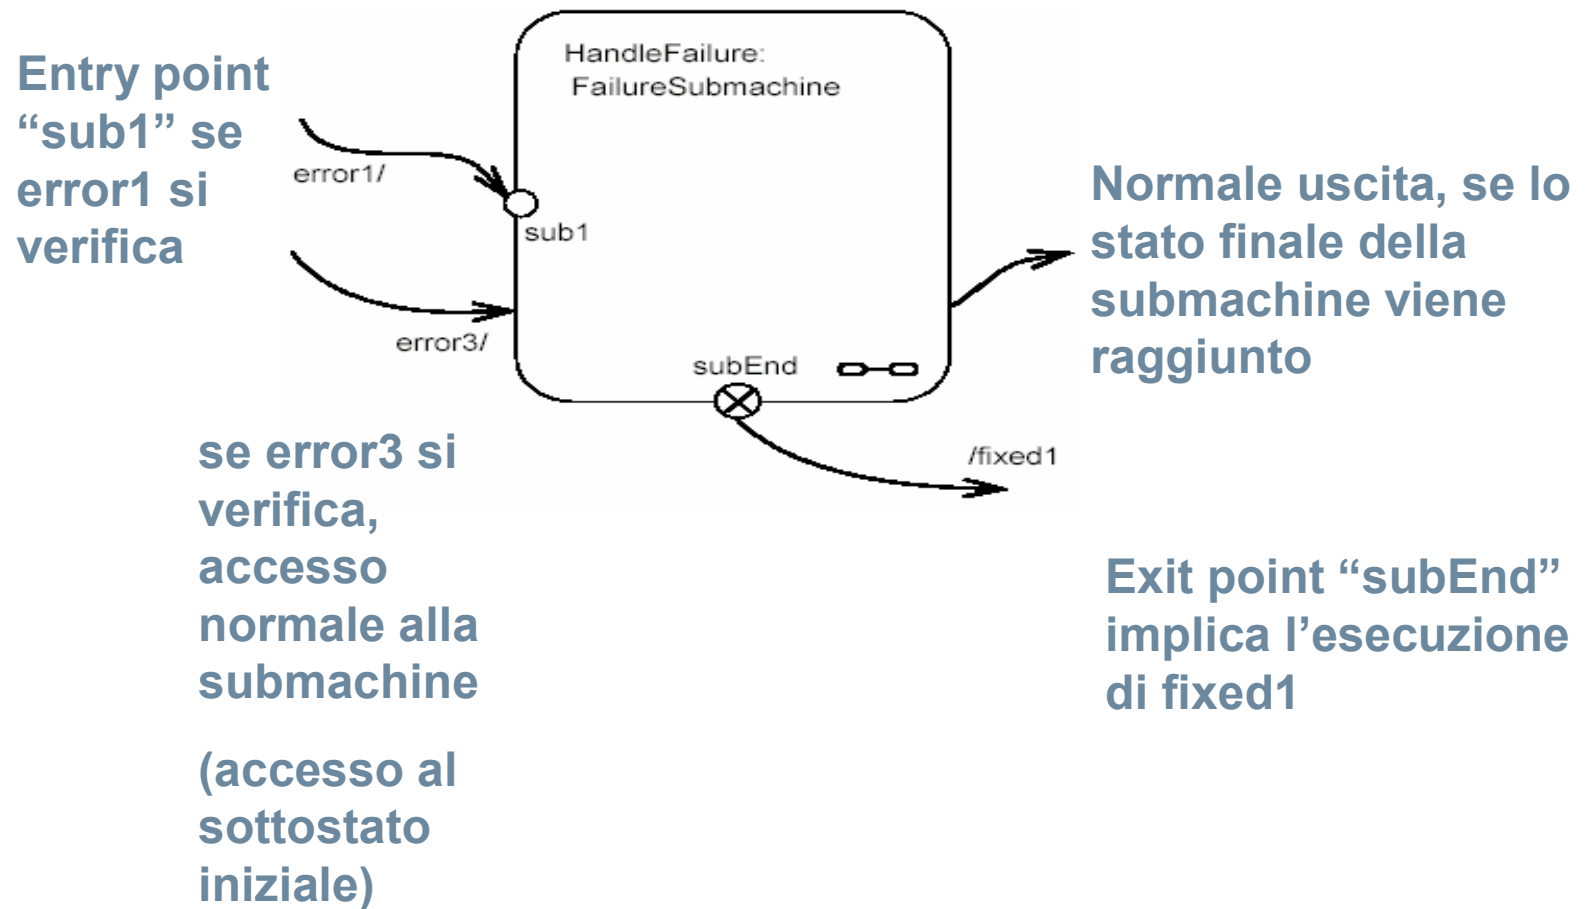 HandleFailure:
FailureSubmachine
Entry point
“sub1” se
error1 si
verifica
error1/
sub1
error3/
subEnd
/fixed1
Normale uscita, se lo
stato finale della
submachine viene
raggiunto
se error3 si
verifica,
accesso
normale alla
submachine
(accesso al
sottostato
iniziale)
Exit point “subEnd”
implica l’esecuzione
di fixed1